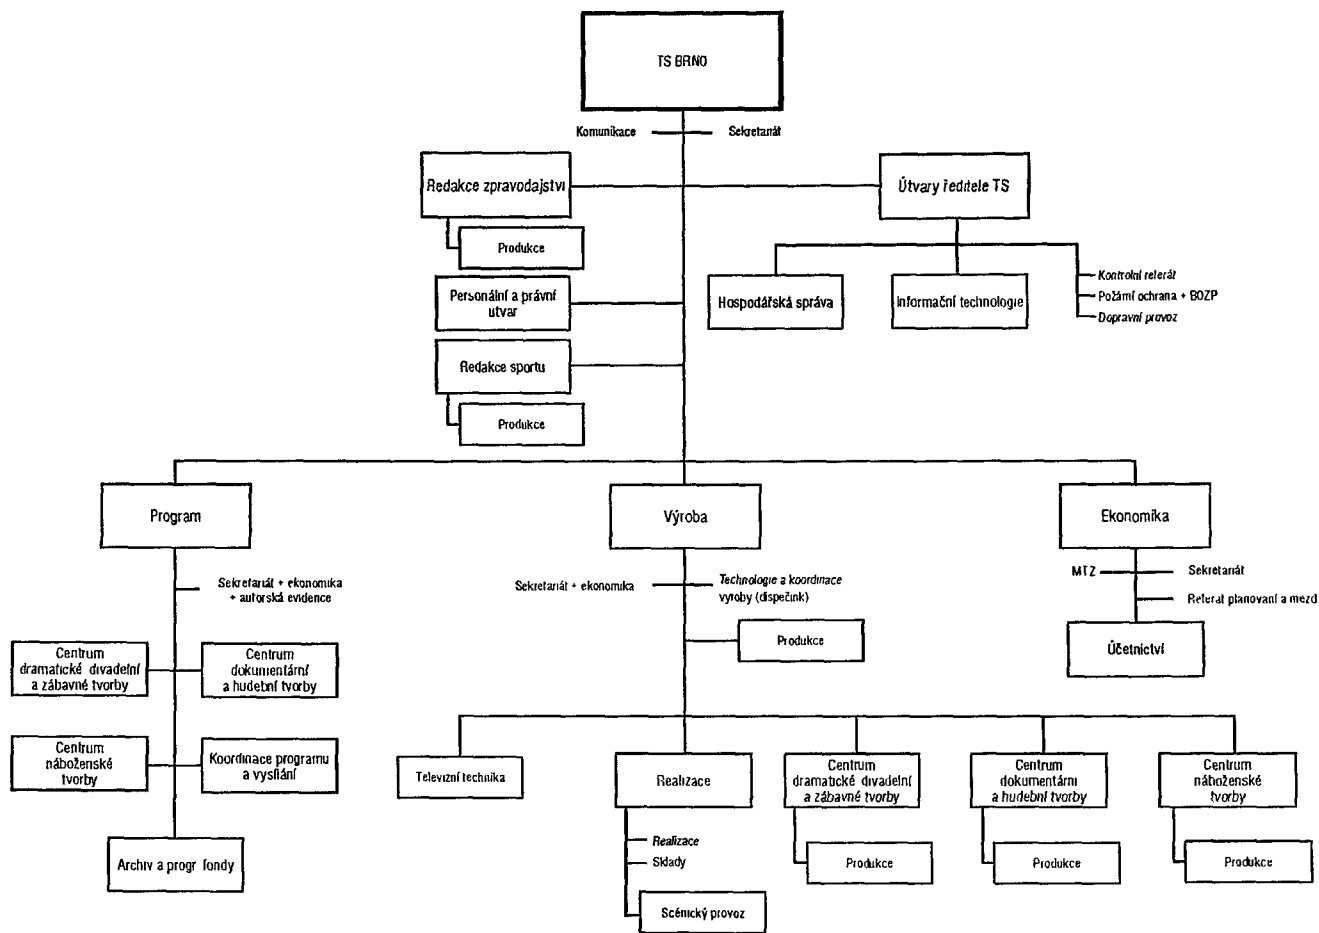 TS BRNO
Komunikace
Sekretanát
Redakce zpravodajství
Útvary ředitele TS
Produkce
Hospodářská správa
Informační technologie
Kontrolní referát
Požární ochrana + BOZP
Dopravní provoz
Personální a právní
utvar
Redakce sportu
Produkce
Program
Výroba
Ekonomika
Sekretariát + ekonomika
+ autorská evidence
Sekretariát + ekonomika
Technologie a koordinace
vyroby (dispečink)
MTZ
Sekretariát
Referát planovaní a mezd
Produkce
Účetnictví
Centrum
dramatické divadelní
a zábavné tvorby
Centrum
dokumentární
a hudební tvorby
Centrum
náboženské
tvorby
Koordinace programu
a vysílání
Archiv a progr fondy
Televizní technika
Realizace
Centrum
dramatické divadelní
a zábavné tvorby
Centrum
dokumentární
a hudební tvorby
Centrum
náboženské
tvorby
Realizace
Sklady
Scénický provoz
Produkce
Produkce
Produkce